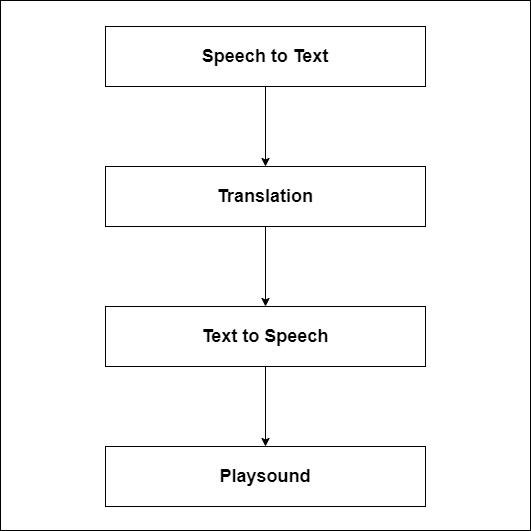 Speech to Text
Translation
Text to Speech
Playsound